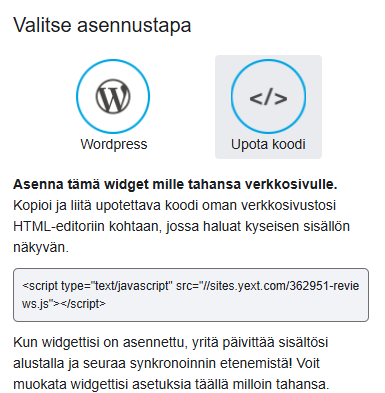 Valitse asennustapa
Wordpress
</>
Upota koodi
Asenna tämä widget mille tahansa verkkosivulle.
Kopioi ja liitä upotettava koodi oman verkkosivustosi
HTML-editoriin kohtaan, jossa haluat kyseisen sisällön
näkyvän.
<script type="text/javascript" src="//sites.yext.com/362951-revie
ws.js"></script>
Kun widgettisi on asennettu, yritä päivittää sisältösi
alustalla ja seuraa synkronoinnin etenemistä! Voit
muokata widgettisi asetuksia täällä milloin tahansa.